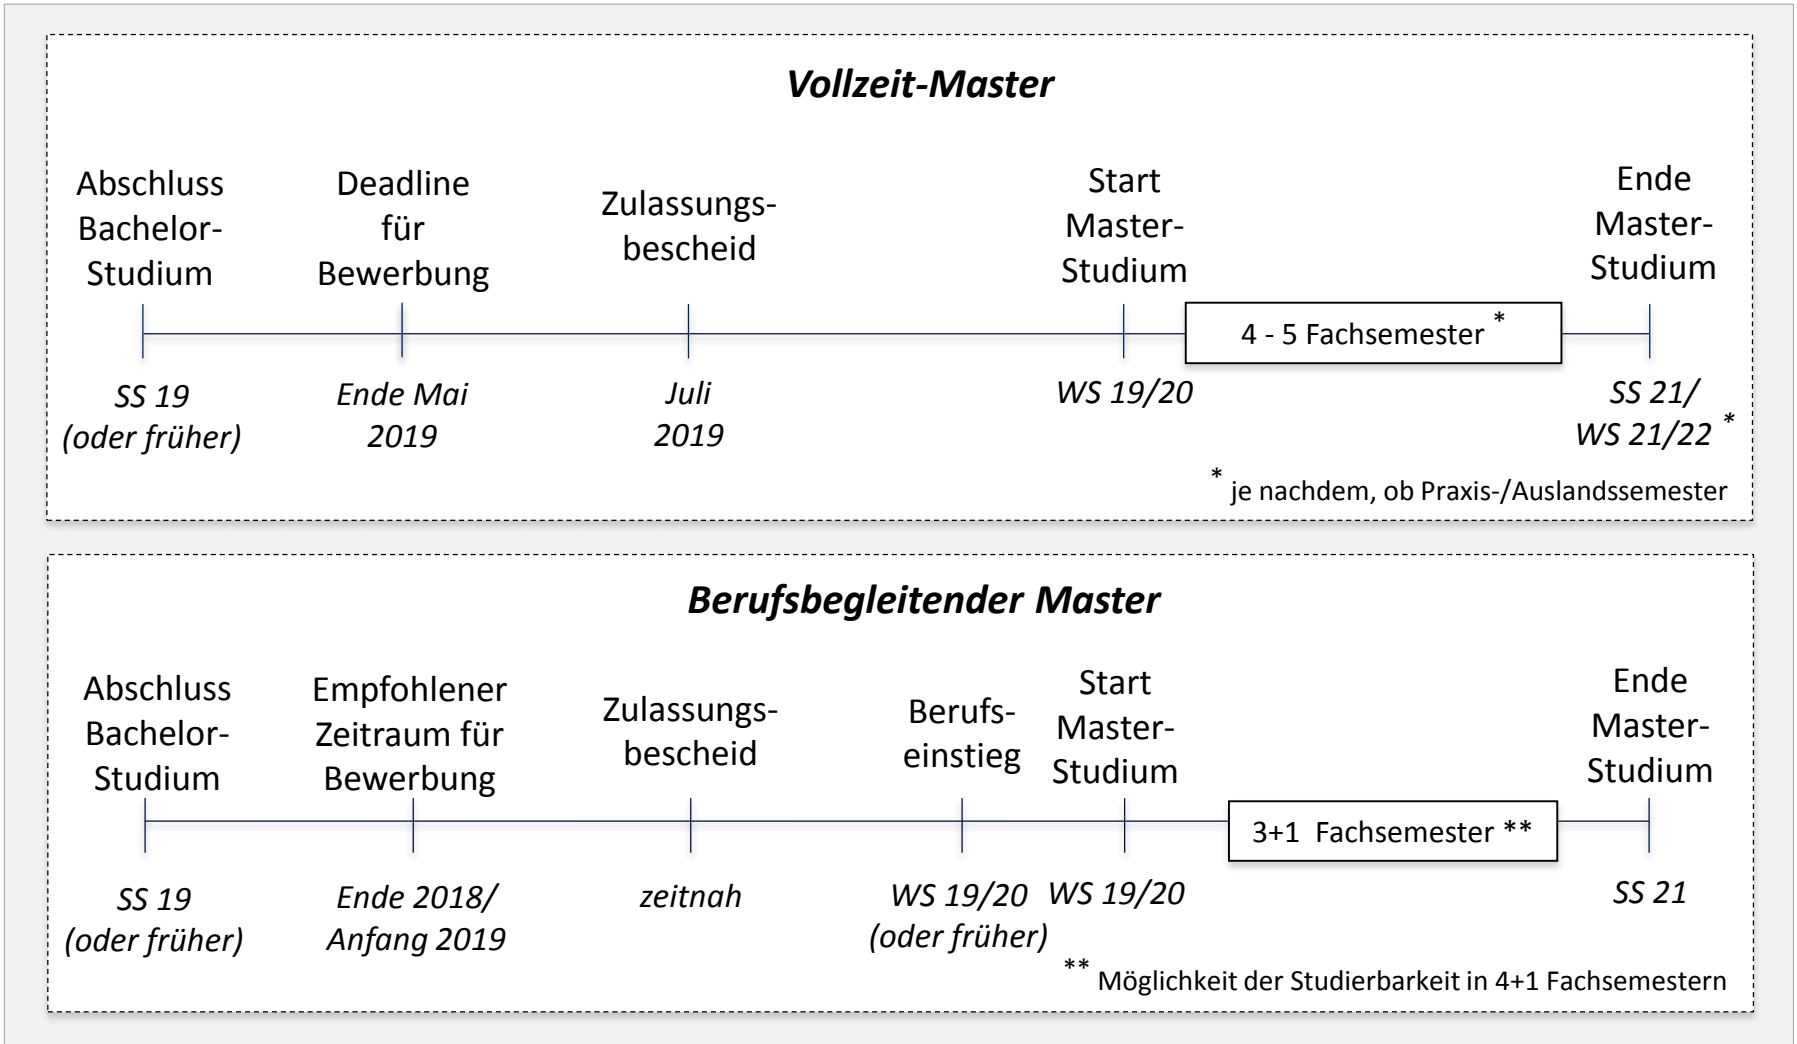 Vollzeit-Master
Abschluss
Bachelor-
Studium
Deadline
für
Bewerbung
Zulassungs-
bescheid
Start
Master-
Studium
Ende
Master-
Studium
4 - 5 Fachsemester *
SS 19
(oder früher)
Ende Mai
2019
Juli
2019
WS 19/20
SS 21/
WS 21/22 *
* je nachdem, ob Praxis-/Auslandssemester
Berufsbegleitender Master
Abschluss
Bachelor-
Studium
Empfohlener
Zeitraum für
Bewerbung
Zulassungs-
bescheid
Berufs-
einstieg
Start
Master-
Studium
Ende
Master-
Studium
3+1 Fachsemester **
SS 19
(oder früher)
Ende 2018/
Anfang 2019
zeitnah
WS 19/20
(oder früher)
WS 19/20
SS 21
** Möglichkeit der Studierbarkeit in 4+1 Fachsemestern